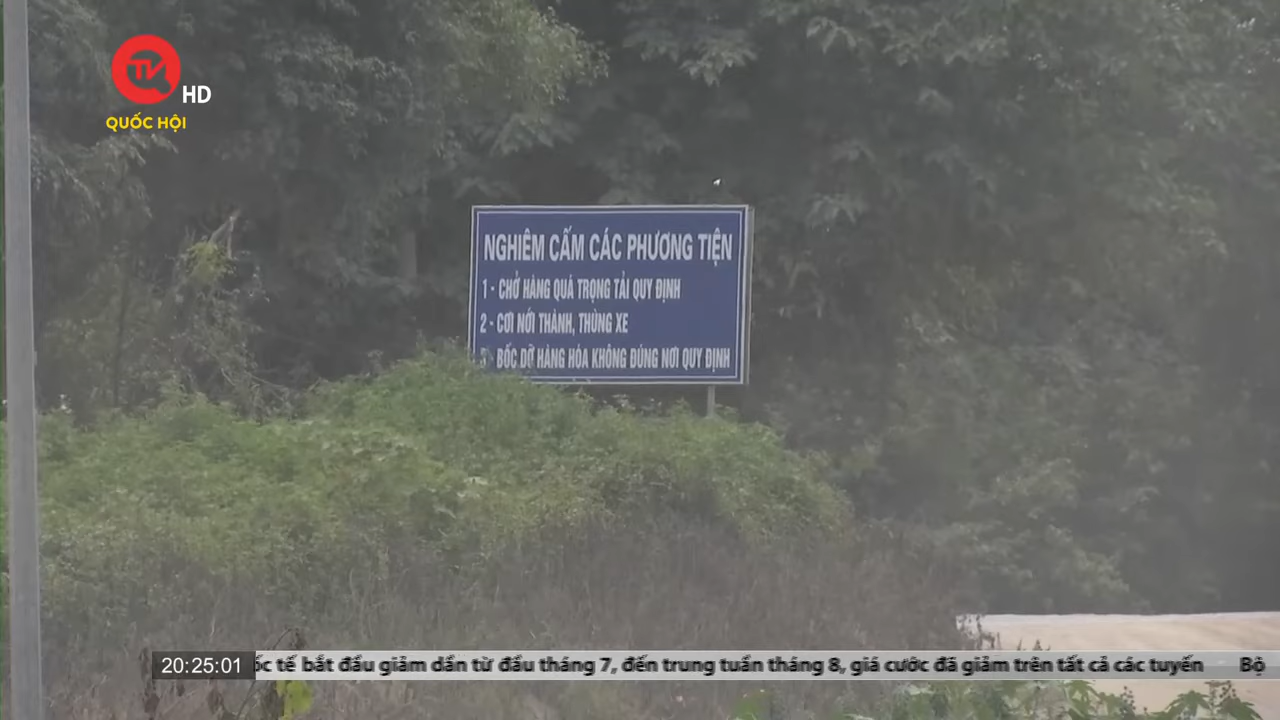 HD
QUỐC HỘI
NGHIÊM CẤM CÁC PHƯƠNG TIỆN
1 - CHỞ HÀNG QUÁ TRỌNG TẢI QUY ĐỊNH
2 - CƠI NỚI THÀNH, THÙNG XE
3 - BỐC DỠ HÀNG HÓA KHÔNG ĐÚNG NƠI QUY ĐỊNH
20:25:01 ốc tế bắt đầu giảm dần từ đầu tháng 7, đến trung tuần tháng 8, giá cước đã giảm trên tất cả các tuyến Bộ